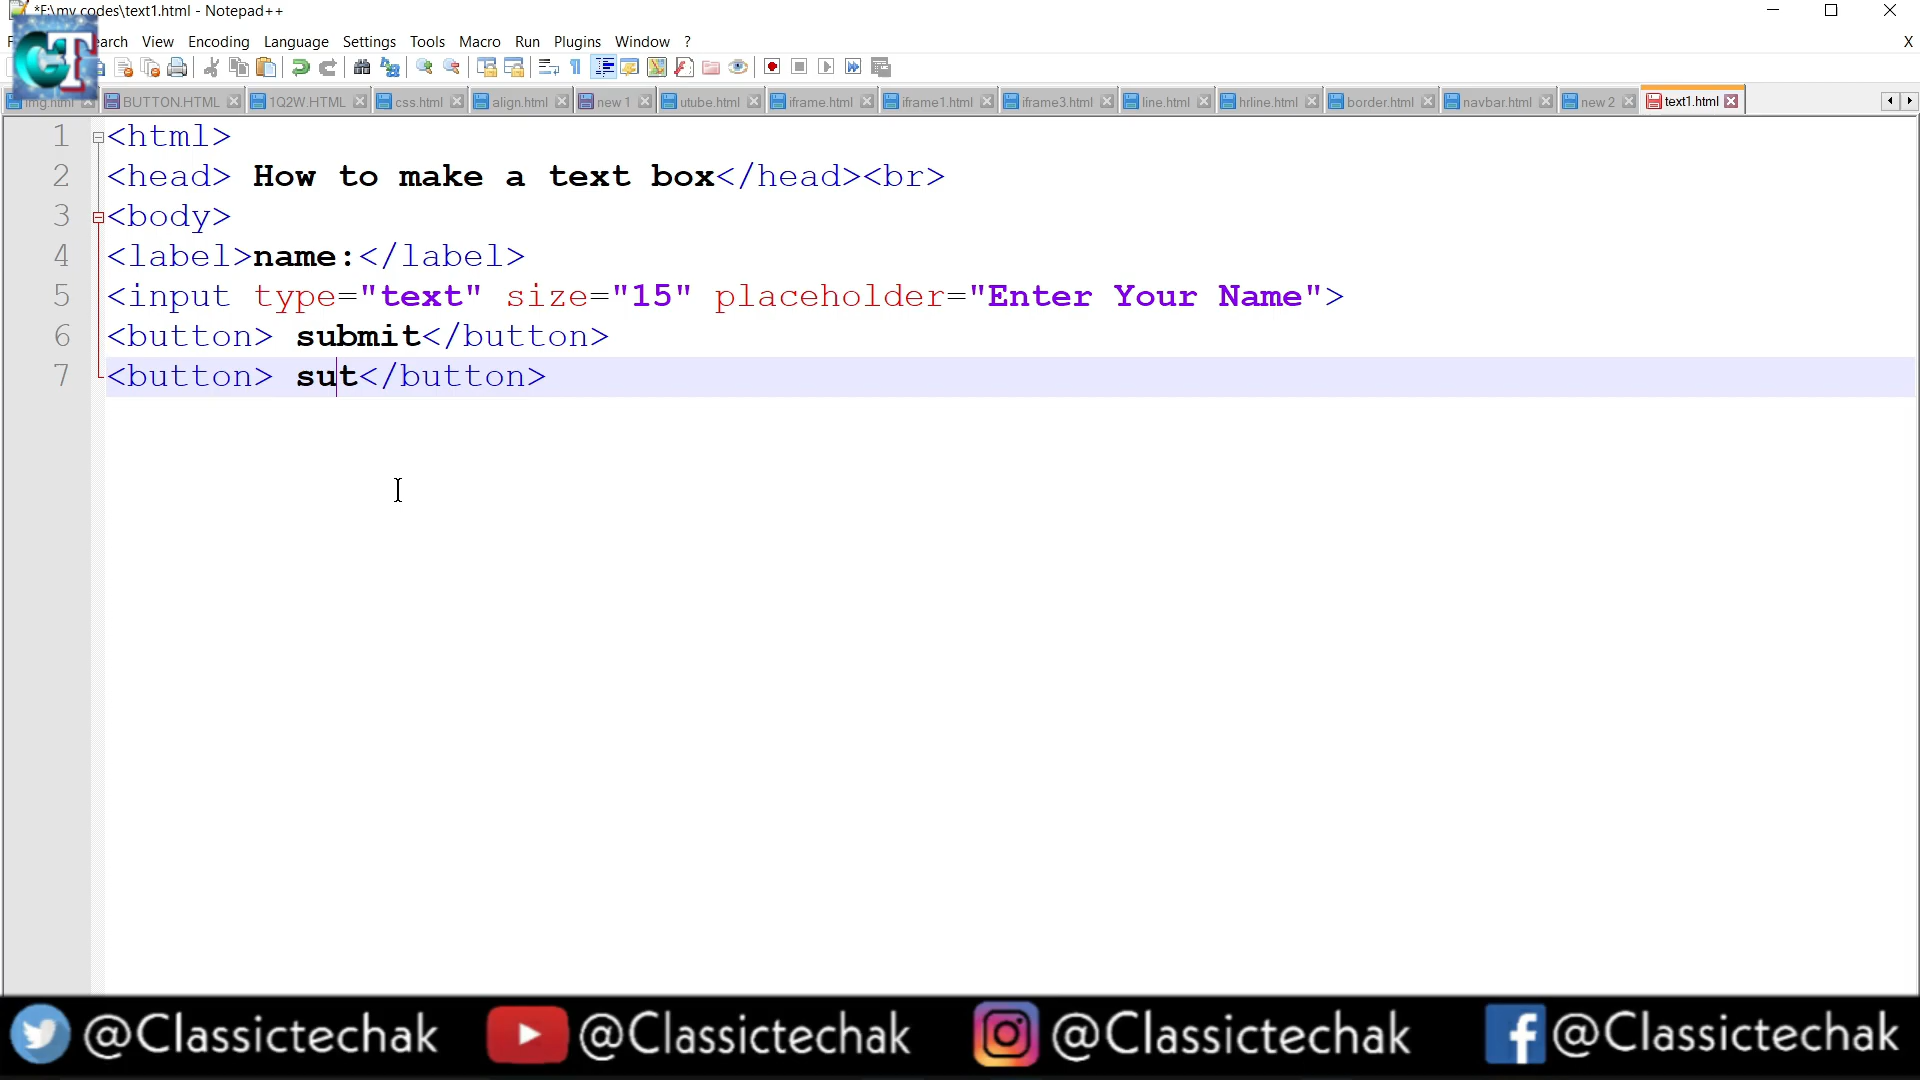 *F:\my codes\text1.html - Notepad++
View Encoding Language Settings Tools Macro Run Plugins Window ? X
CT
BUTTON.HTML 1Q2W.HTML css.html align.html new 1 utube.html iframe.html iframe1.html iframe3.html line.html hrline.html border.html navbar.html new 2 text1.html
1 <html>
2 <head> How to make a text box</head><br>
3 <body>
4 <label>name:</label>
5 <input type="text" size="15" placeholder="Enter Your Name">
6 <button> submit</button>
7 <button> sut</button>
@Classictechak @Classictechak @Classictechak @Classictechak